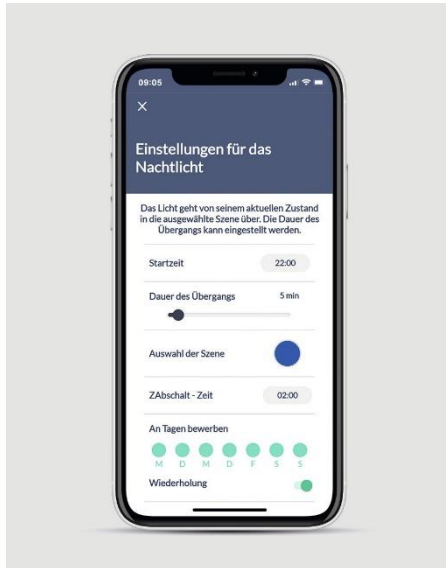 09:05
Einstellungen für das
Nachtlicht
Das Licht geht von seinem aktuellen Zustand
in die ausgewählte Szene über. Die Dauer des
Übergangs kann eingestellt werden.
Startzeit 22:00
Dauer des Übergangs 5 min
Auswahl der Szene
ZAbschalt - Zeit 02:00
An Tagen bewerben
M D M D F S S
Wiederholung